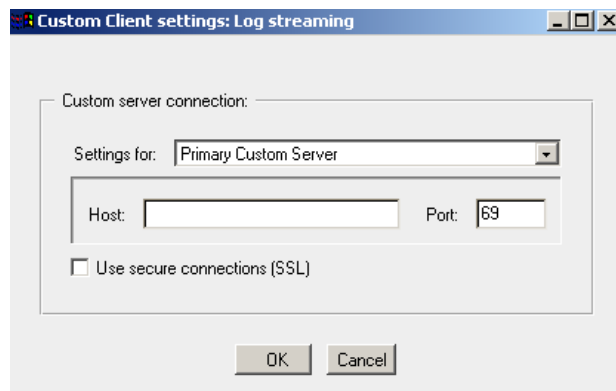 Custom Client settings: Log streaming
Custom server connection:
Settings for: Primary Custom Server
Host: Port: 69
Use secure connections (SSL)
OK Cancel